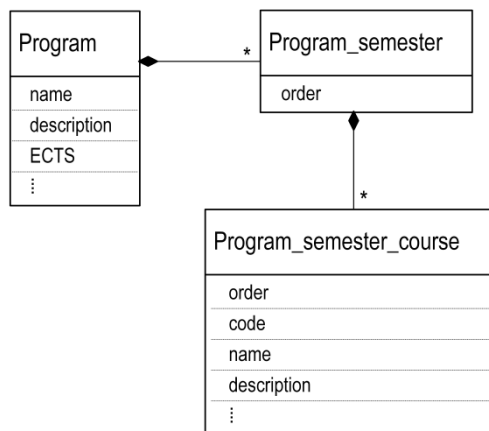 Program
name
description
ECTS
⁞
*
Program_semester
order
*
Program_semester_course
order
code
name
description
⁞